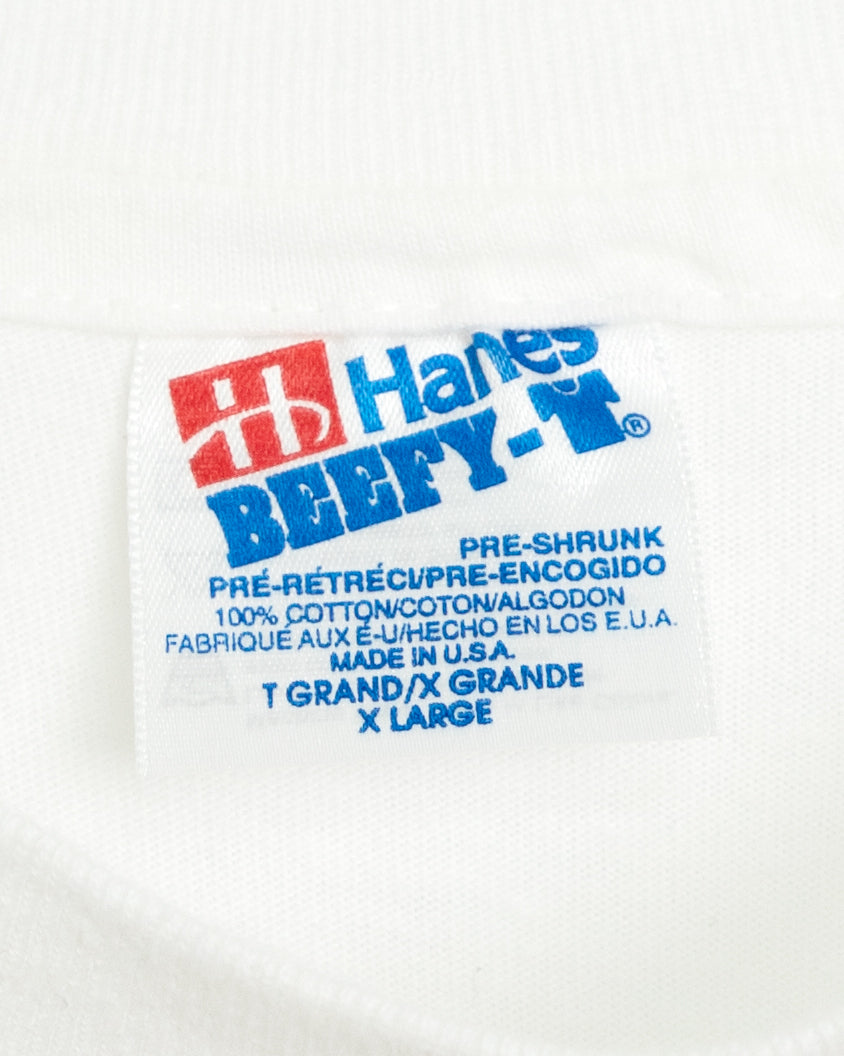 Hanes
BEEFY-T®
PRE-SHRUNK
PRÉ-RÉTRÉCI/PRE-ENCOGIDO
100% COTTON/COTON/ALGODON
FABRIQUÉ AUX É-U/HECHO EN LOS E.U.A.
MADE IN U.S.A.
T GRAND/X GRANDE
X LARGE